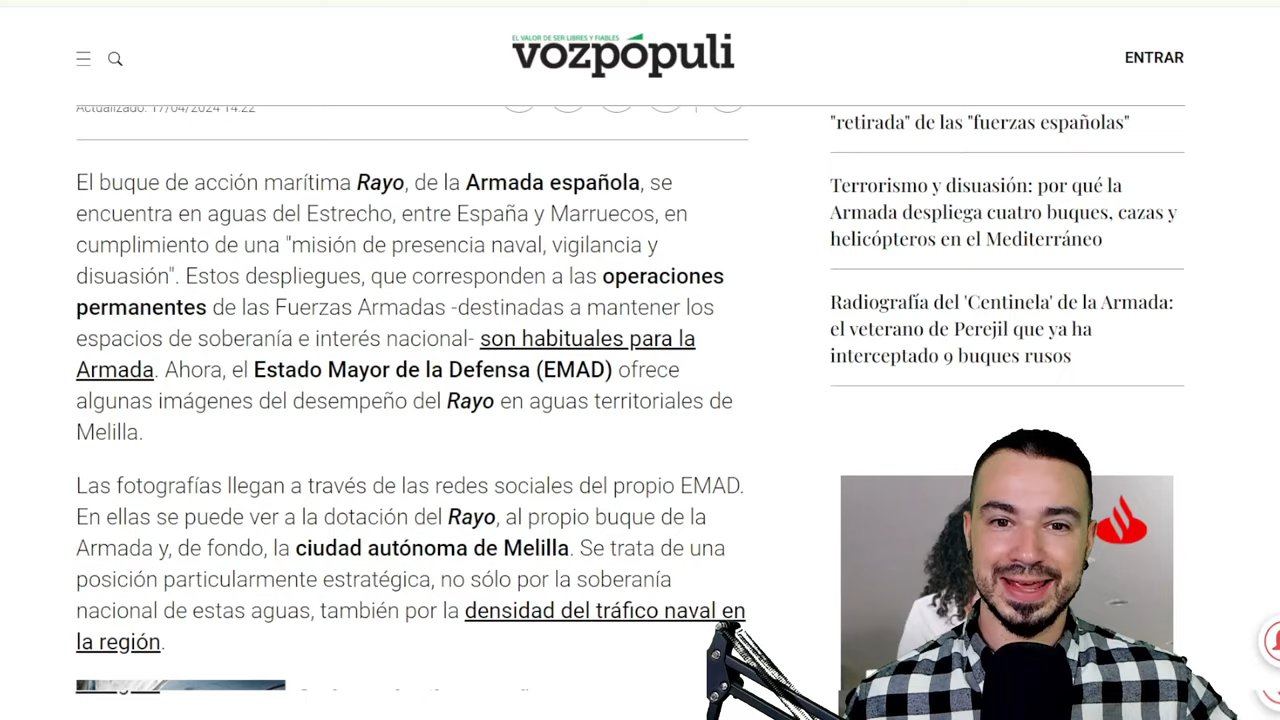 EL VALOR DE SER LIBRES Y FIABLES
vozpópuli
ENTRAR
Actualizado: 17/04/2024 14:22
El buque de acción marítima Rayo, de la Armada española, se
encuentra en aguas del Estrecho, entre España y Marruecos, en
cumplimiento de una "misión de presencia naval, vigilancia y
disuasión". Estos despliegues, que corresponden a las operaciones
permanentes de las Fuerzas Armadas -destinadas a mantener los
espacios de soberanía e interés nacional- son habituales para la
Armada. Ahora, el Estado Mayor de la Defensa (EMAD) ofrece
algunas imágenes del desempeño del Rayo en aguas territoriales de
Melilla.
Las fotografías llegan a través de las redes sociales del propio EMAD.
En ellas se puede ver a la dotación del Rayo, al propio buque de la
Armada y, de fondo, la ciudad autónoma de Melilla. Se trata de una
posición particularmente estratégica, no sólo por la soberanía
nacional de estas aguas, también por la densidad del tráfico naval en
la región.
"retirada" de las "fuerzas españolas"
Terrorismo y disuasión: por qué la
Armada despliega cuatro buques, cazas y
helicópteros en el Mediterráneo
Radiografía del 'Centinela' de la Armada:
el veterano de Perejil que ya ha
interceptado 9 buques rusos